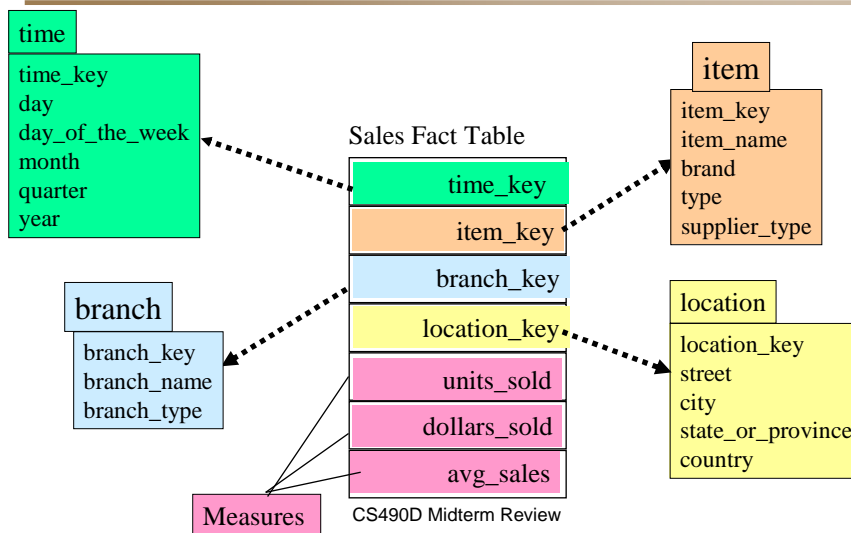 time
time_key
day
day_of_the_week
month
quarter
year
item
item_key
item_name
brand
type
supplier_type
Sales Fact Table
time_key
item_key
branch_key
location_key
units_sold
dollars_sold
avg_sales
branch
branch_key
branch_name
branch_type
location
location_key
street
city
state_or_province
country
Measures
CS490D Midterm Review